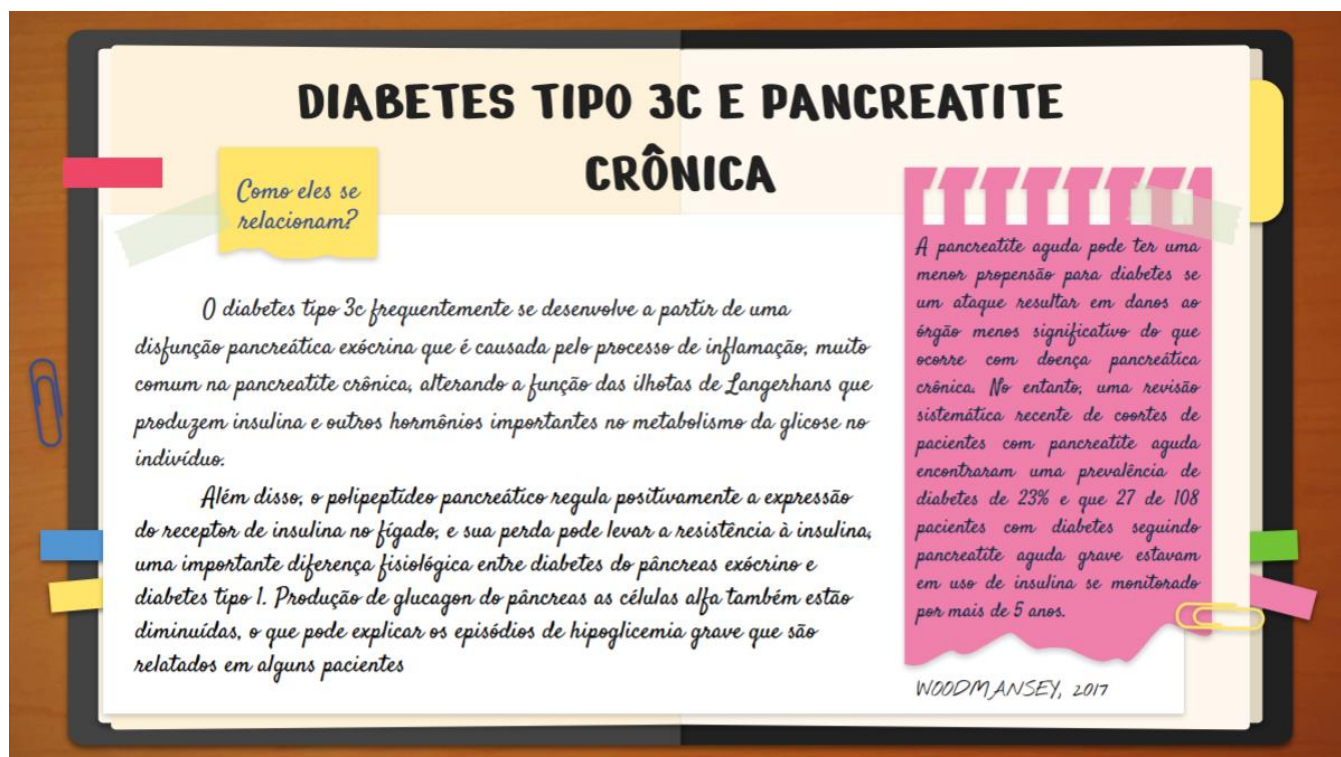 DIABETES TIPO 3C E PANCREATITE
CRÔNICA
Como eles se
relacionam?
O diabetes tipo 3c frequentemente se desenvolve a partir de uma
disfunção pancreática exócrina que é causada pelo processo de inflamação, muito
comum na pancreatite crônica, alterando a função das ilhotas de Langerhans que
produzem insulina e outros hormônios importantes no metabolismo da glicose no
indivíduo.
Além disso, o polipeptídeo pancreático regula positivamente a expressão
do receptor de insulina no fígado, e sua perda pode levar a resistência à insulina,
uma importante diferença fisiológica entre diabetes do pâncreas exócrino e
diabetes tipo 1. Produção de glucagon do pâncreas as células alfa também estão
diminuídas, o que pode explicar os episódios de hipoglicemia grave que são
relatados em alguns pacientes
A pancreatite aguda pode ter uma
menor propensão para diabetes se
um ataque resultar em danos ao
órgão menos significativo do que
ocorre com doença pancreática
crônica. No entanto, uma revisão
sistemática recente de coortes de
pacientes com pancreatite aguda
encontraram uma prevalência de
diabetes de 23% e que 27 de 108
pacientes com diabetes seguindo
pancreatite aguda grave estavam
em uso de insulina se monitorado
por mais de 5 anos.
WOODMANSEY, 2017